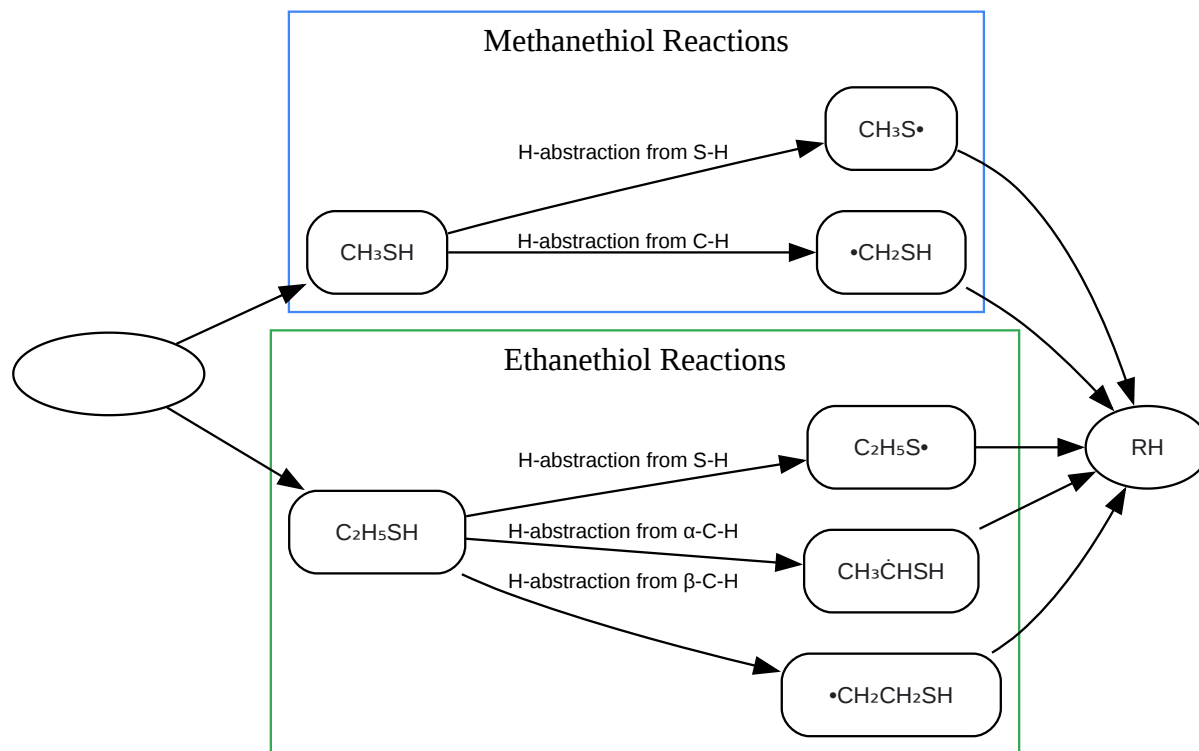 Methanethiol Reactions
CH₃S•
H-abstraction from S-H
CH₃SH
H-abstraction from C-H
•CH₂SH
Ethanethiol Reactions
C₂H₅S•
H-abstraction from S-H
RH
C₂H₅SH
H-abstraction from α-C-H
CH₃ĊHSH
H-abstraction from β-C-H
•CH₂CH₂SH